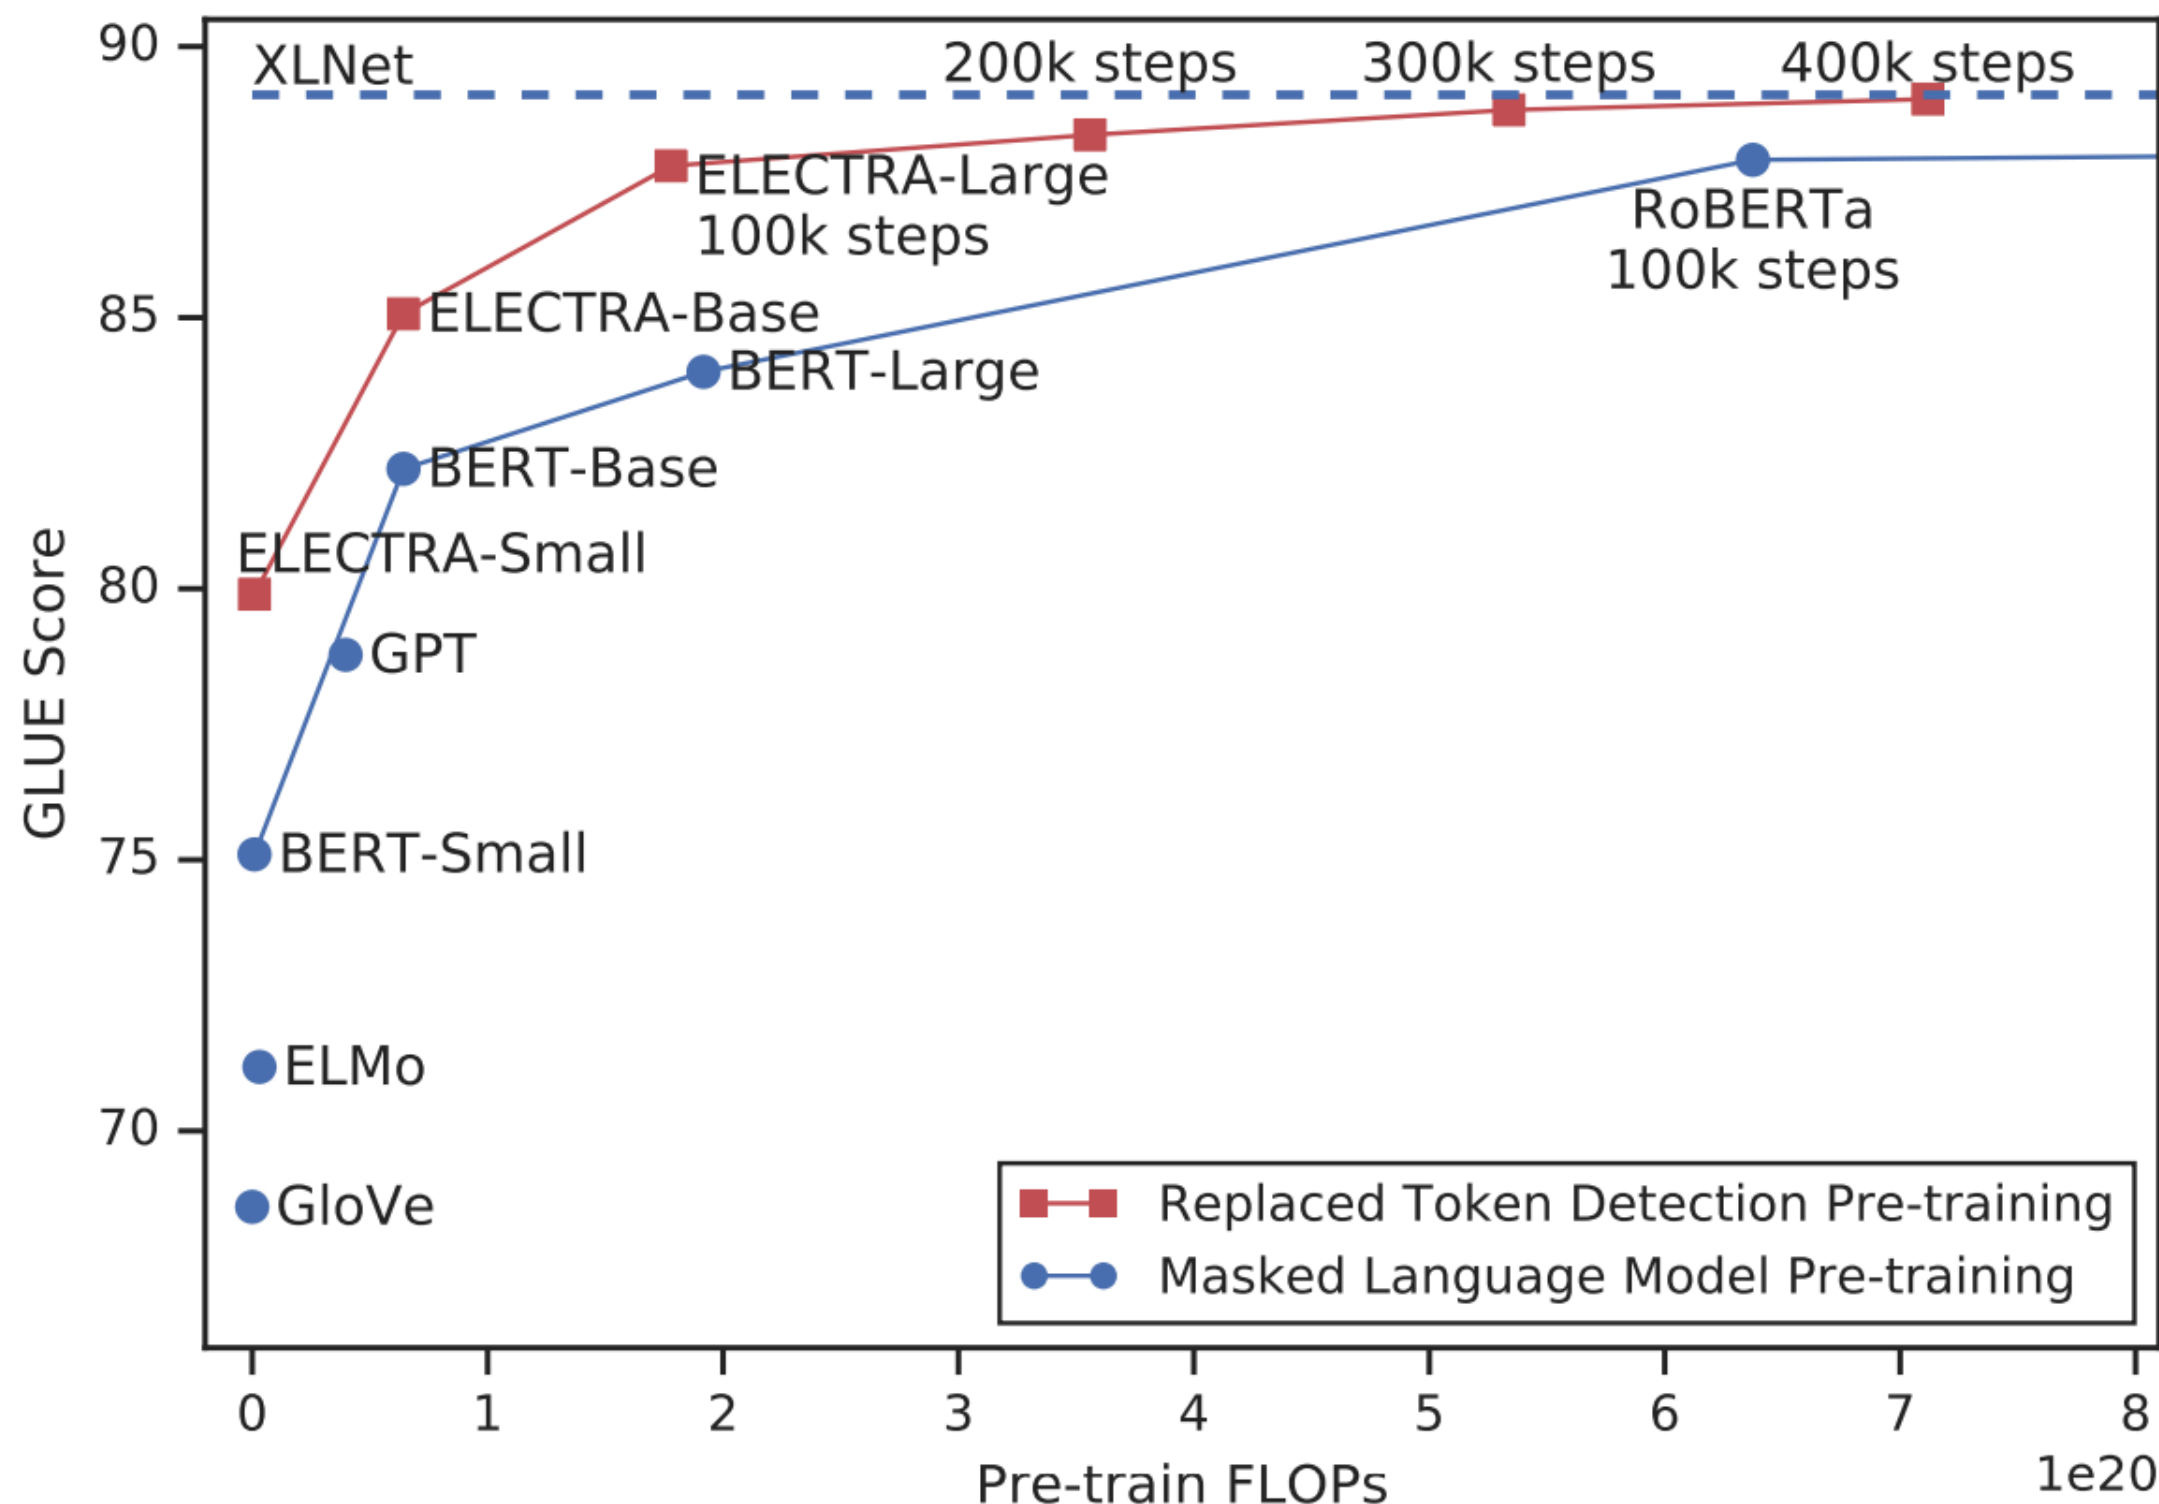 90
XLNet
200k steps
300k steps
400k steps
ELECTRA-Large
100k steps
RoBERTa
100k steps
85
ELECTRA-Base
BERT-Large
BERT-Base
ELECTRA-Small
80
GPT
GLUE Score
75
BERT-Small
ELMo
70
GloVe
Replaced Token Detection Pre-training
Masked Language Model Pre-training
0 1 2 3 4 5 6 7 8
1e20
Pre-train FLOPs